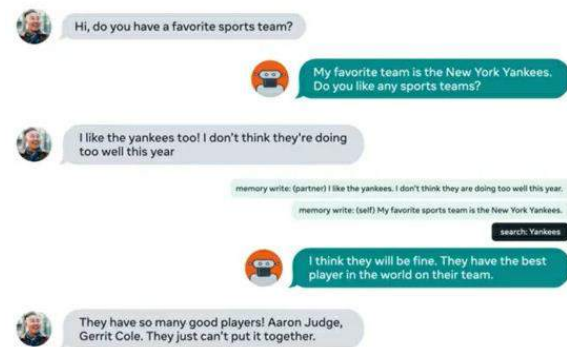 Hi, do you have a favorite sports team?
My favorite team is the New York Yankees.
Do you like any sports teams?
I like the yankees too! I don't think they're doing
too well this year
memory write: (partner) I like the yankees. I don't think they are doing too well this year.
memory write: (self) My favorite sports team is the New York Yankees.
search: Yankees
I think they will be fine. They have the best
player in the world on their team.
They have so many good players! Aaron Judge,
Gerrit Cole. They just can't put it together.